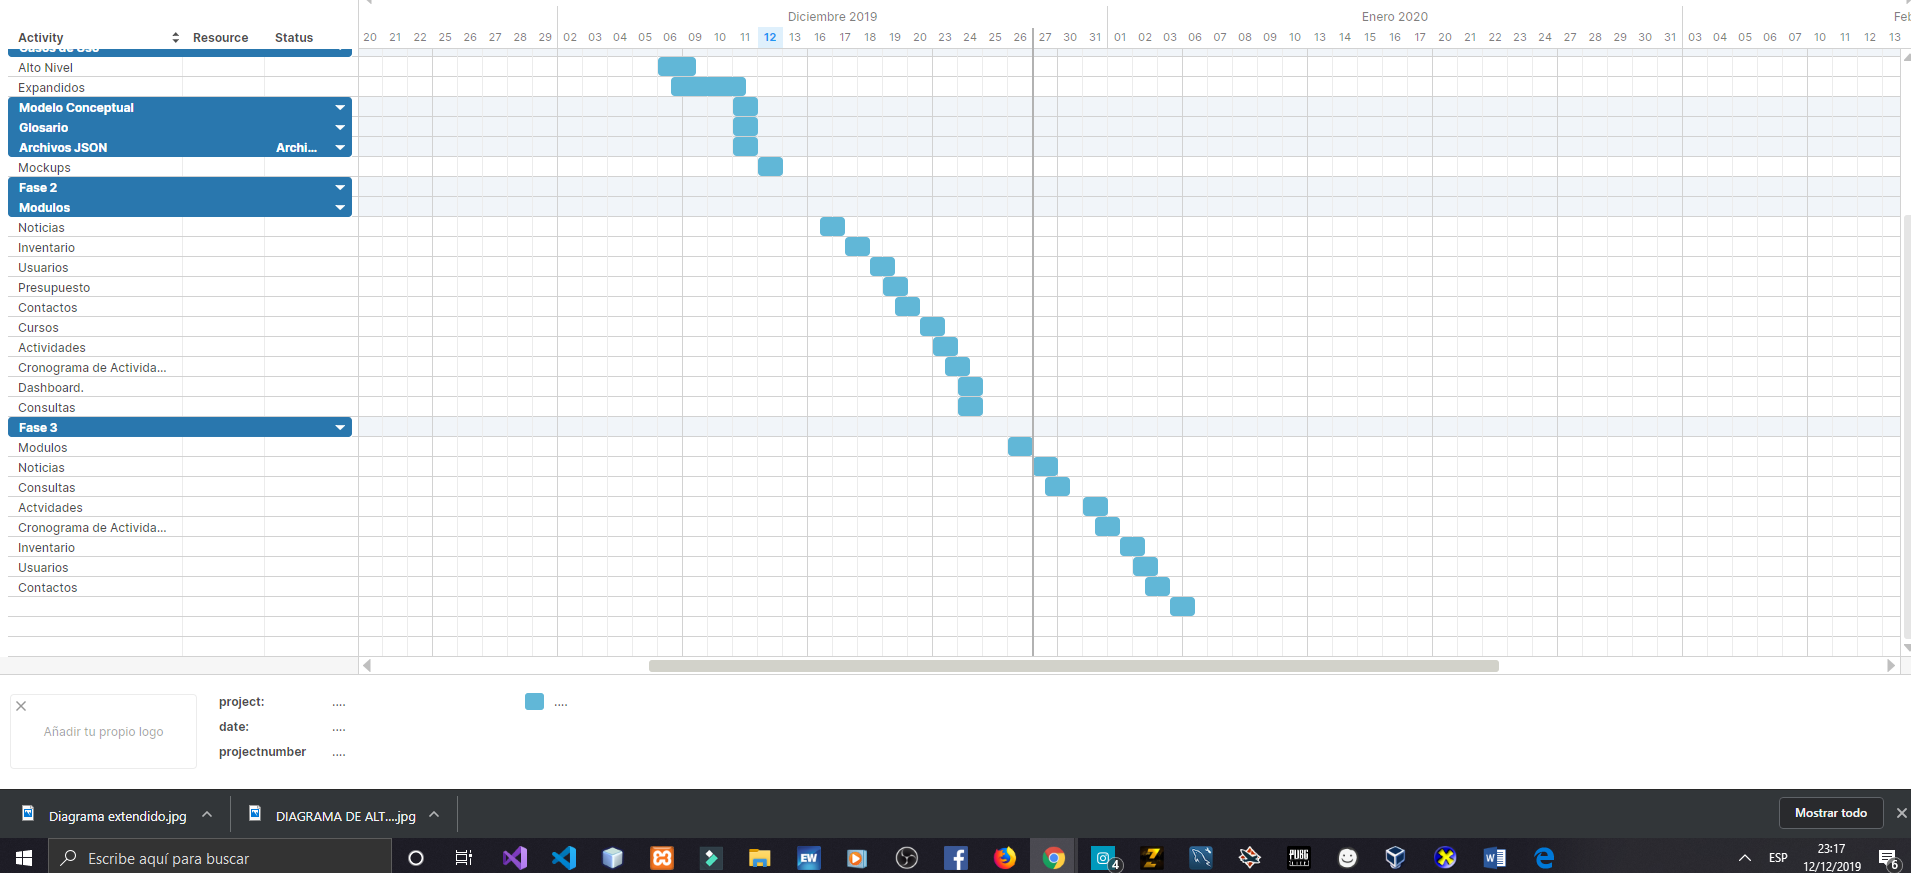 Diciembre 2019 Enero 2020 Feb
Activity Resource Status 20 21 22 25 26 27 28 29 02 03 04 05 06 09 10 11 12 13 16 17 18 19 20 23 24 25 26 27 30 31 01 02 03 06 07 08 09 10 13 14 15 16 17 20 21 22 23 24 27 28 29 30 31 03 04 05 06 07 10 11 12 13
Casos de Uso
Alto Nivel
Expandidos
Modelo Conceptual
Glosario
Archivos JSON Archi...
Mockups
Fase 2
Modulos
Noticias
Inventario
Usuarios
Presupuesto
Contactos
Cursos
Actividades
Cronograma de Activida...
Dashboard.
Consultas
Fase 3
Modulos
Noticias
Consultas
Actvidades
Cronograma de Activida...
Inventario
Usuarios
Contactos
Añadir tu propio logo
project: .... ....
date: ....
projectnumber ....
Diagrama extendido.jpg DIAGRAMA DE ALT....jpg Mostrar todo
Escribe aquí para buscar
EW
4
PUBG
ESP
23:17
12/12/2019
6